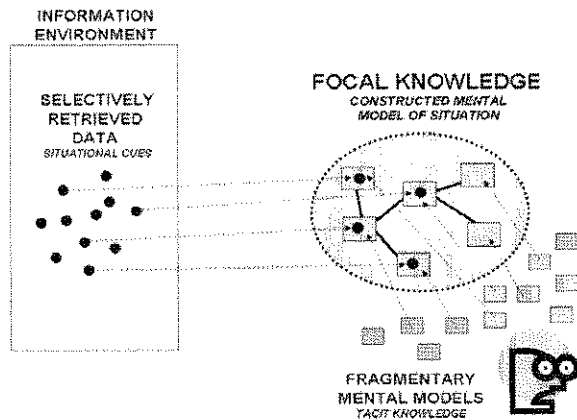 INFORMATION
ENVIRONMENT
SELECTIVELY
RETRIEVED
DATA
SITUATIONAL CUES
FOCAL KNOWLEDGE
CONSTRUCTED MENTAL
MODEL OF SITUATION
FRAGMENTARY
MENTAL MODELS
TACIT KNOWLEDGE